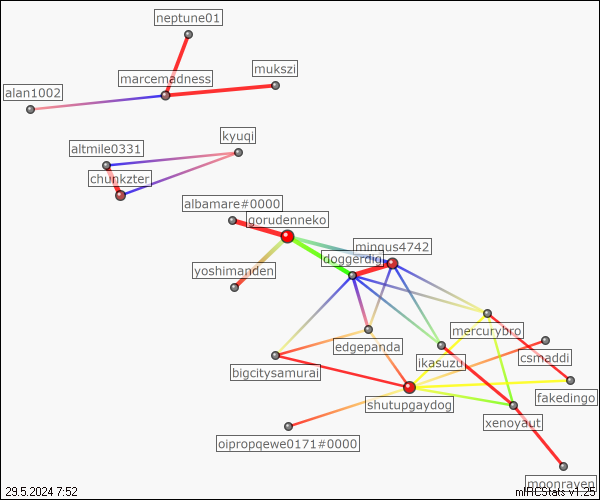 neptune01
mukszi
marcemadness
alan1002
kyuqi
altmile0331
chunkzter
albamare#0000
gorudenneko
mingus4742
doggerdig
yoshimanden
mercurybro
edgepanda
ikasuzu
csmaddi
bigcitysamurai
fakedingo
shutupgaydog
xenoyaut
oipropqewe0171#0000
moonraven
29.5.2024 7:52
mIRCStats v1.25